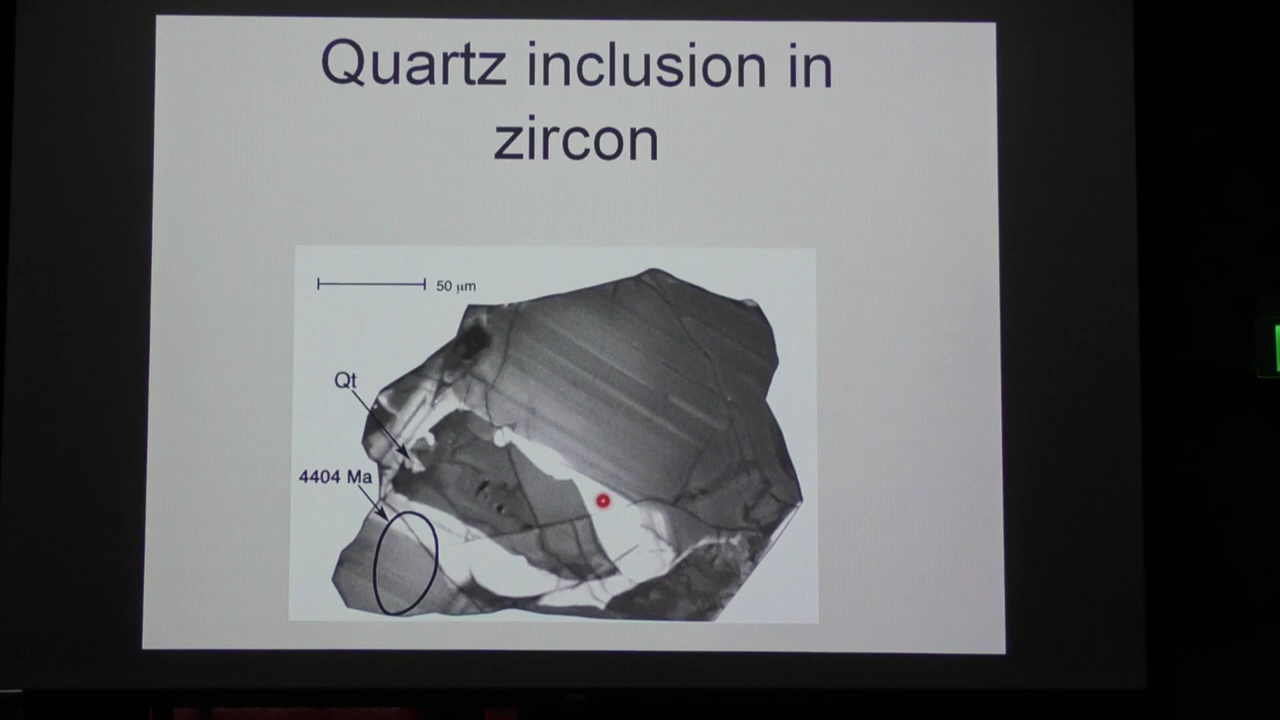 Quartz inclusion in
zircon
50 μm
Qt
4404 Ma